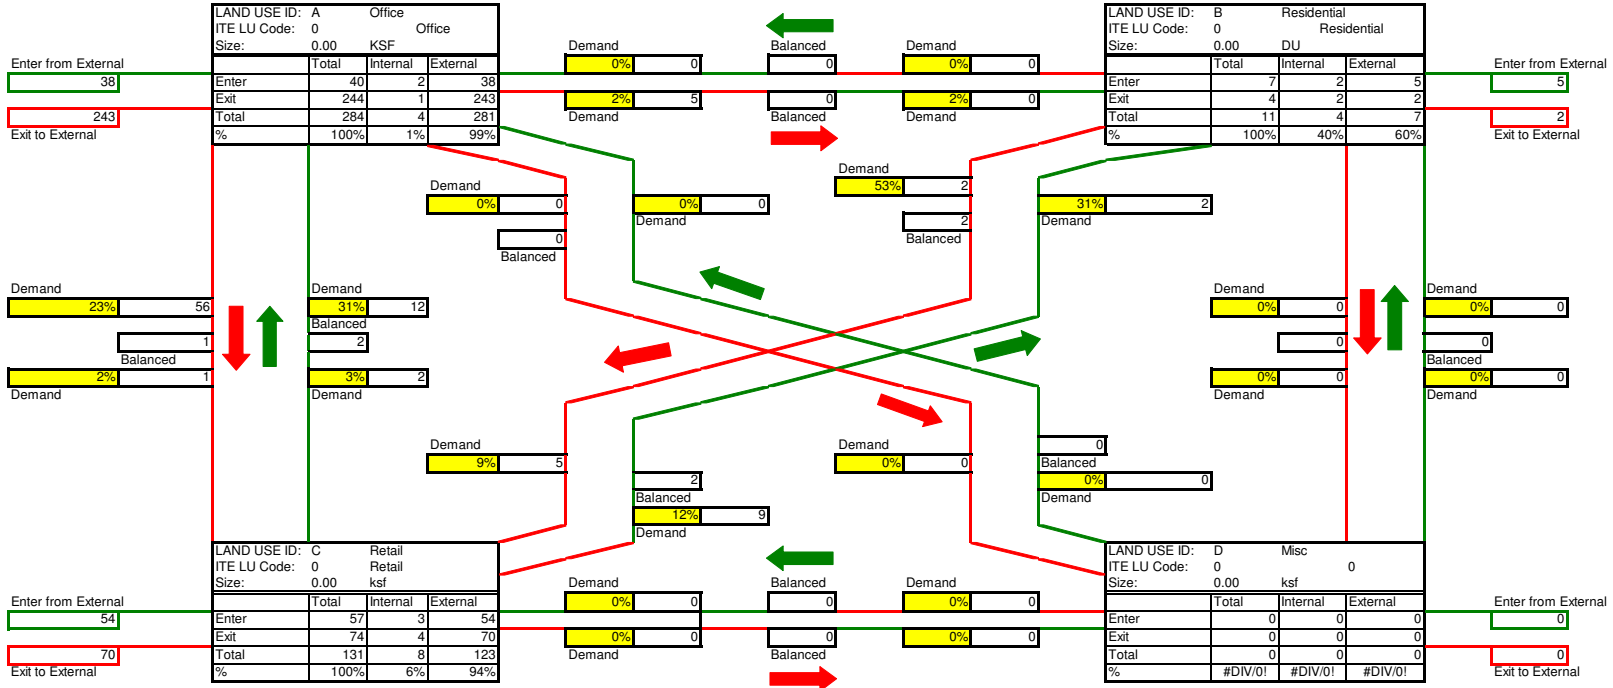 LAND USE ID: A Office
ITE LU Code: 0 Office
Size: 0.00 KSF
Total Internal External
Enter 40 2 38
Exit 244 1 243
Total 284 4 281
% 100% 1% 99%
Enter from External
38
243
Exit to External
Demand Balanced Demand
0% 0 0 0% 0
2% 5 0 2% 0
Demand Balanced Demand
LAND USE ID: B Residential
ITE LU Code: 0 Residential
Size: 0.00 DU
Total Internal External
Enter 7 2 5
Exit 4 2 2
Total 11 4 7
% 100% 40% 60%
Enter from External
5
2
Exit to External
Demand
0% 0
0
Balanced
0% 0
Demand
Demand
53% 2
2
Balanced
31% 2
Demand
Demand
23% 56
1
Balanced
2% 1
Demand
Demand
31% 12
Balanced
2
3% 2
Demand
Demand
0% 0
0
0% 0
Demand
Demand
0% 0
0
Balanced
0% 0
Demand
Demand
9% 5
2
Balanced
12% 9
Demand
Demand
0% 0
0
Balanced
0% 0
Demand
LAND USE ID: C Retail
ITE LU Code: 0 Retail
Size: 0.00 ksf
Total Internal External
Enter 57 3 54
Exit 74 4 70
Total 131 8 123
% 100% 6% 94%
Enter from External
54
70
Exit to External
Demand Balanced Demand
0% 0 0 0% 0
0% 0 0 0% 0
Demand Balanced Demand
LAND USE ID: D Misc
ITE LU Code: 0 0
Size: 0.00 ksf
Total Internal External
Enter 0 0 0
Exit 0 0 0
Total 0 0 0
% #DIV/0! #DIV/0! #DIV/0!
Enter from External
0
0
Exit to External